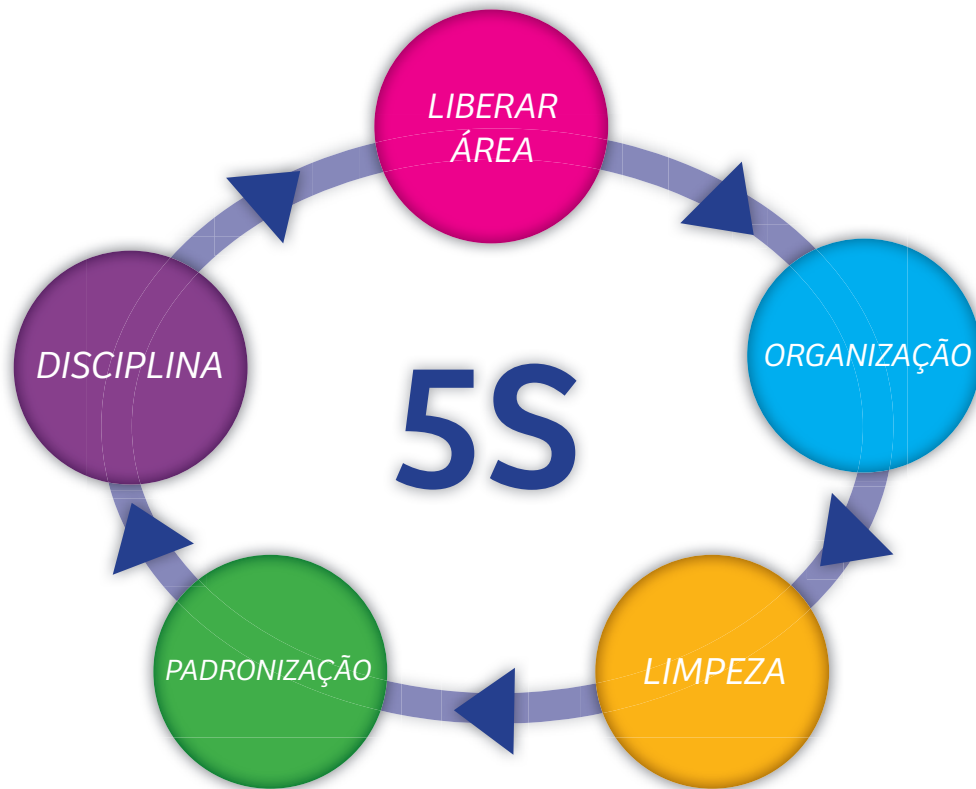 LIBERAR
ÁREA
ORGANIZAÇÃO
DISCIPLINA
5S
PADRONIZAÇÃO
LIMPEZA